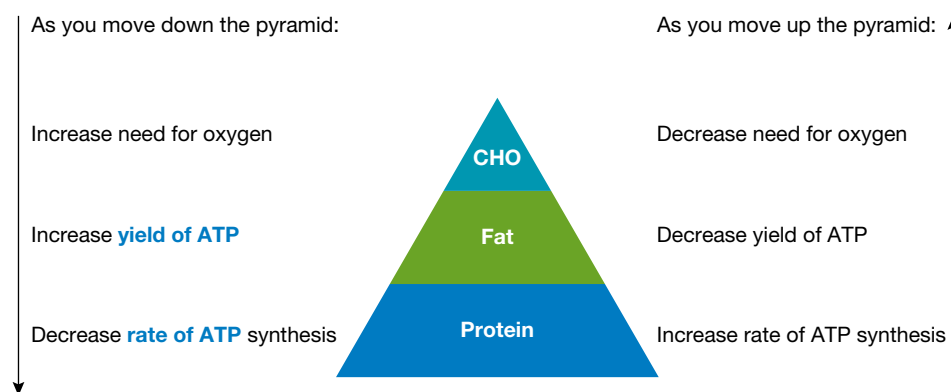 As you move down the pyramid:
As you move up the pyramid:
Increase need for oxygen
CHO
Decrease need for oxygen
Increase yield of ATP
Fat
Decrease yield of ATP
Decrease rate of ATP synthesis
Protein
Increase rate of ATP synthesis